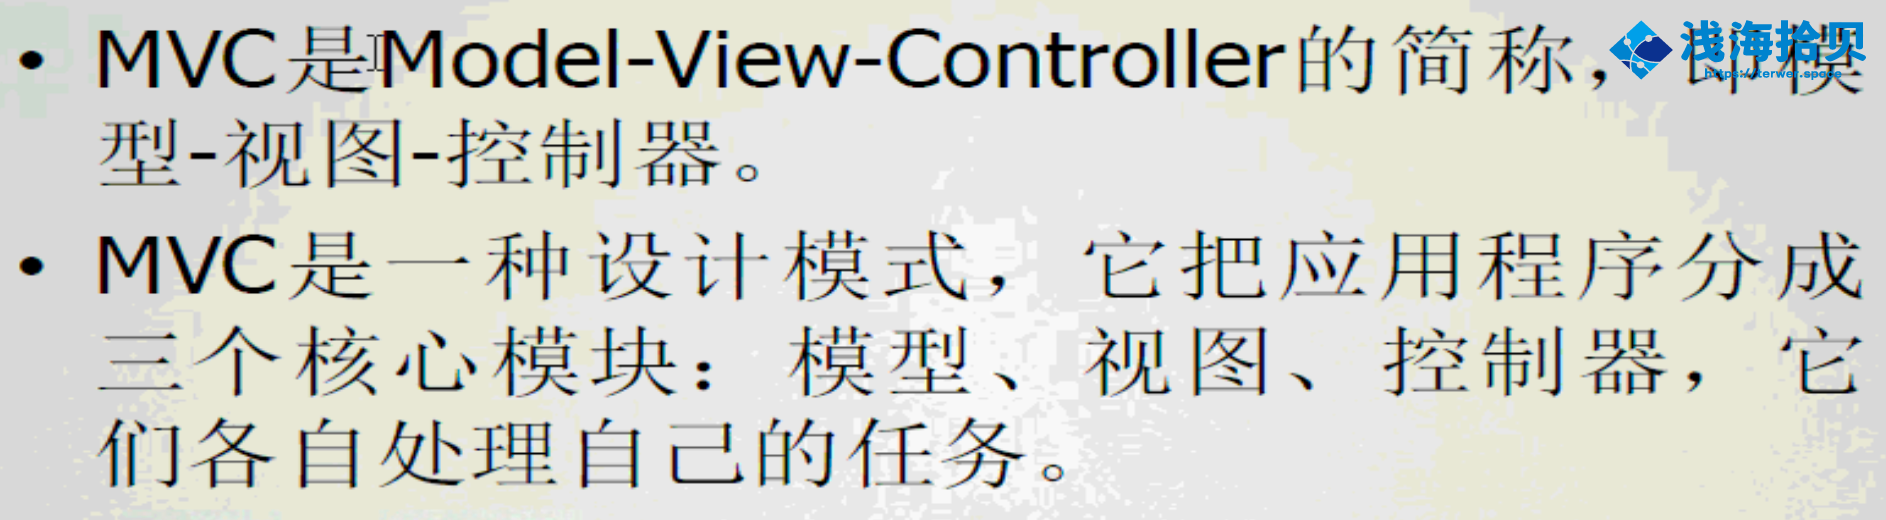 • MVC是Model-View-Controller的简称，即模
型-视图-控制器。
• MVC是一种设计模式，它把应用程序分成
三个核心模块：模型、视图、控制器，它
们各自处理自己的任务。
浅海拾贝
https://terwer.space